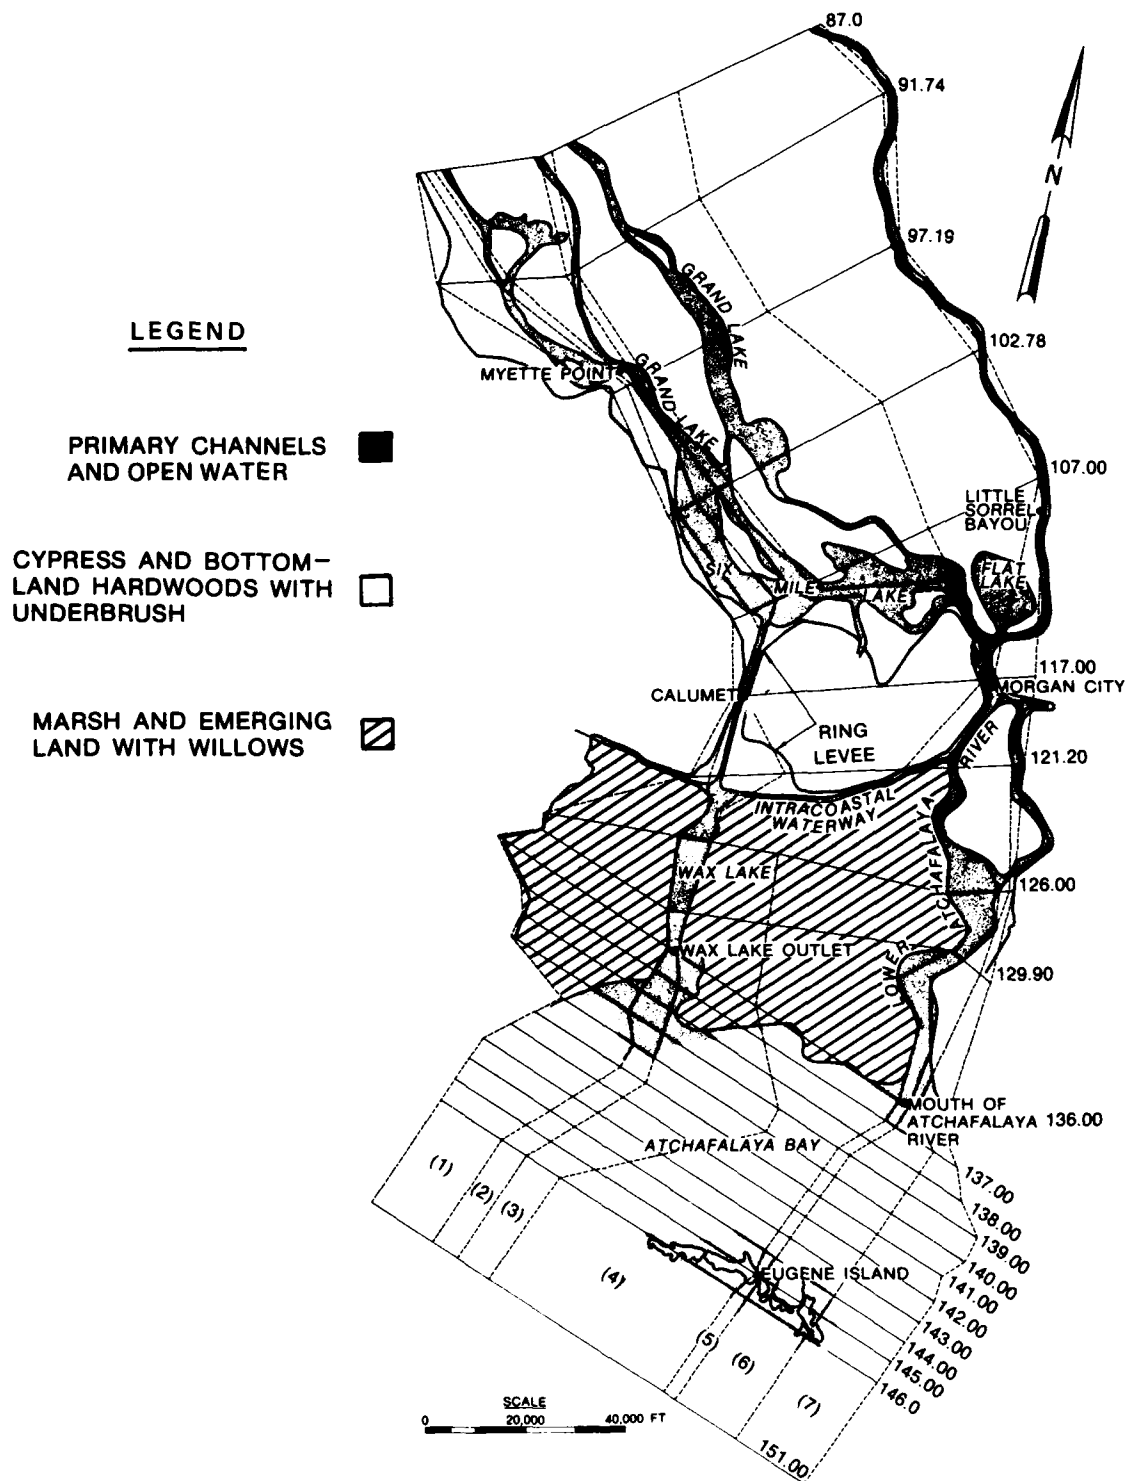 87.0
91.74
N
97.19
GRAND LAKE
LEGEND
102.78
MYETTE POINT
GRAND LAKE
PRIMARY CHANNELS
AND OPEN WATER
107.00
LITTLE
SORREL
BAYOU
CYPRESS AND BOTTOM-
LAND HARDWOODS WITH
UNDERBRUSH
SIX
MILE
LAKE
FLAT
LAKE
117.00
MORGAN CITY
CALUMET
MARSH AND EMERGING
LAND WITH WILLOWS
RING
LEVEE
121.20
INTRACOASTAL
WATERWAY
LOWER ATCHAFALAYA RIVER
WAX LAKE
126.00
WAX LAKE OUTLET
129.90
MOUTH OF
ATCHAFALAYA 136.00
RIVER
ATCHAFALAYA BAY
137.00
138.00
139.00
140.00
141.00
142.00
143.00
144.00
145.00
146.0
(1)
(2)
(3)
(4)
EUGENE ISLAND
(5)
(6)
(7)
SCALE
0 20,000 40,000 FT
151.00